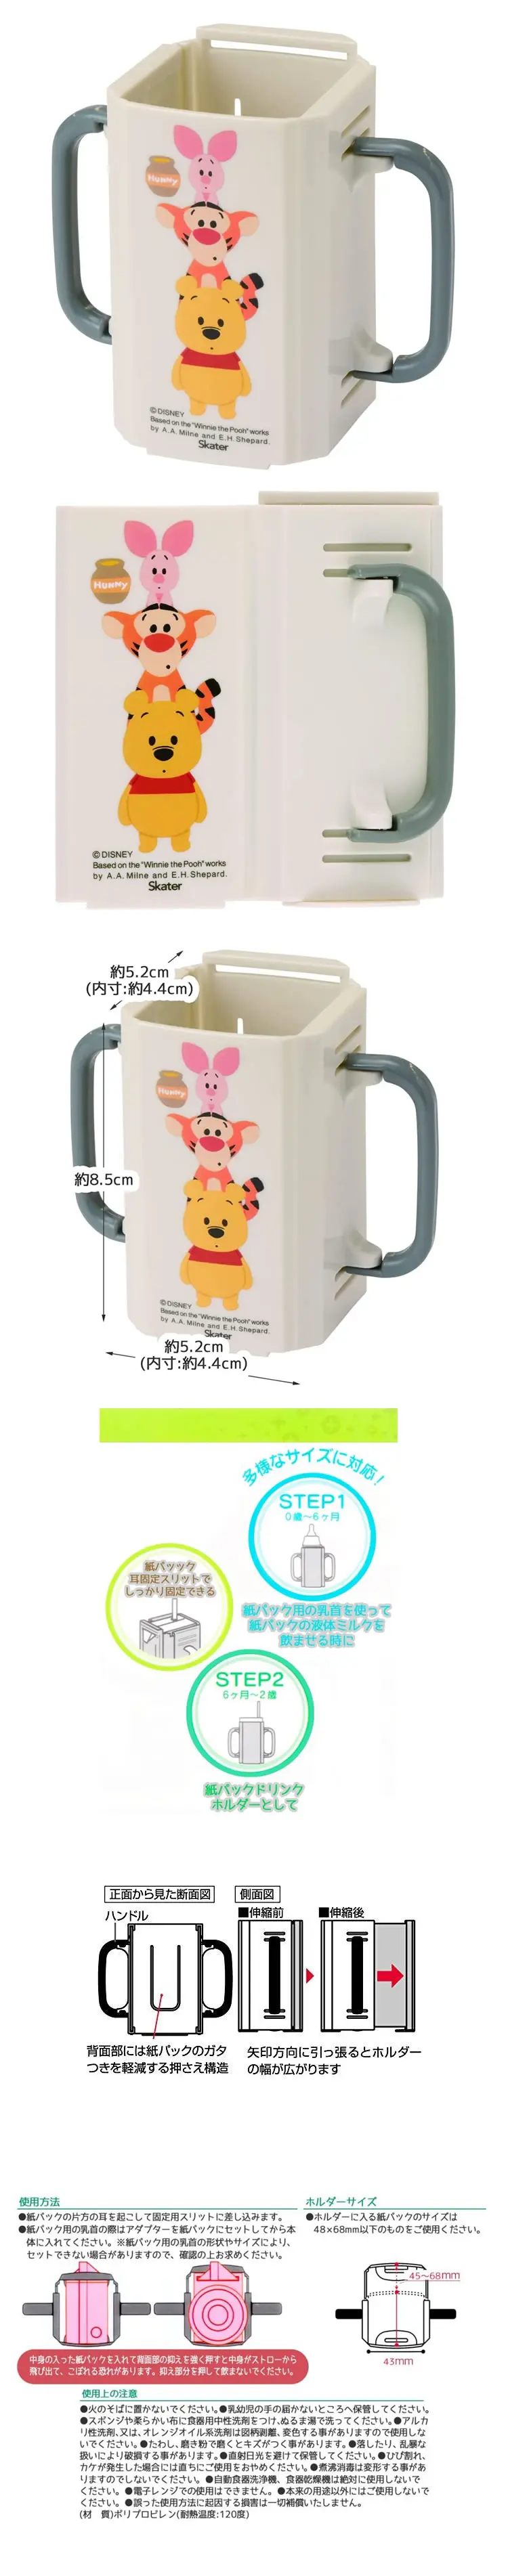 Hunny
©DISNEY
Based on the "Winnie the Pooh" works
by A.A. Milne and E.H. Shepard.
Skater
Hunny
©DISNEY
Based on the "Winnie the Pooh" works
by A.A. Milne and E.H. Shepard.
Skater
約5.2cm
(内寸:約4.4cm)
Hunny
約8.5cm
©DISNEY
Based on the "Winnie the Pooh" works
by A.A. Milne and E.H. Shepard.
Skater
約5.2cm
(内寸:約4.4cm)
多様なサイズに対応!
STEP1
0歳~6ヶ月
紙パック
耳固定スリットで
しっかり固定できる
紙パック用の乳首を使って
紙パックの液体ミルクを
飲ませる時に
STEP2
6ヶ月~2歳
紙パックドリンク
ホルダーとして
正面から見た断面図
側面図
ハンドル
■伸縮前
■伸縮後
背面部には紙パックのガタ
つきを軽減する押さえ構造
矢印方向に引っ張るとホルダー
の幅が広がります
使用方法
●紙パックの片方の耳を起こして固定用スリットに差し込みます。
●紙パック用の乳首の際はアダプターを紙パックにセットしてから本
体に入れてください。※紙パック用の乳首の形状やサイズにより、
セットできない場合がありますので、確認の上お求めください。
ホルダーサイズ
●ホルダーに入る紙パックのサイズは
48×68mm以下のものをご使用ください。
45~68mm
43mm
中身の入った紙パックを入れて背面部の抑えを強く押すと中身がストローから
飛び出て、こぼれる恐れがあります。抑え部分を押して飲まないでください。
使用上の注意
●火のそばに置かないでください。●乳幼児の手の届かないところへ保管してください。
●スポンジや柔らかい布に食器用中性洗剤をつけ、ぬるま湯で洗ってください。●アルカ
リ性洗剤、又は、オレンジオイル系洗剤は図柄剥離、変色する事がありますので使用しな
いでください。●たわし、磨き粉で磨くとキズがつく事があります。●落したり、乱暴な
扱いにより破損する事があります。●直射日光を避けて保管してください。●ひび割れ、
カケが発生した場合には直ちにご使用をおやめください。●煮沸消毒は変形する事があ
りますのでしないでください。●自動食器洗浄機、食器乾燥機は絶対に使用しないで
ください。●電子レンジでの使用はできません。●本来の用途以外にはご使用しないで
ください。●誤った使用方法に起因する損害は一切補償いたしません。
(材　質)ポリプロピレン(耐熱温度:120度)